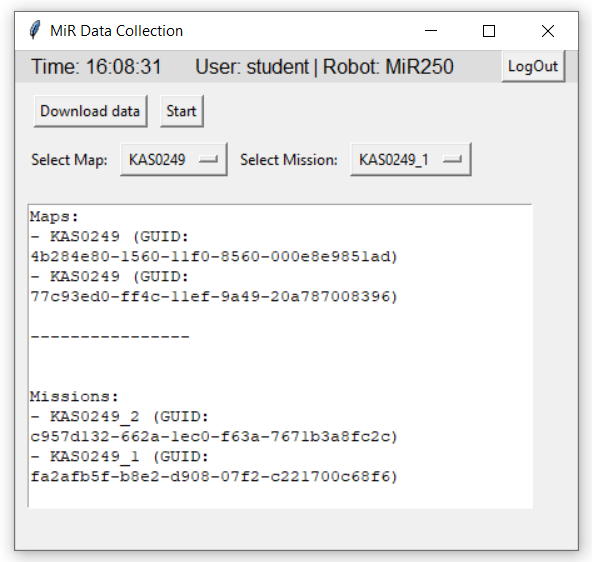 MiR Data Collection
Time: 16:08:31 User: student | Robot: MiR250 LogOut
Download data Start
Select Map: KAS0249 Select Mission: KAS0249_1
Maps:
- KAS0249 (GUID:
4b284e80-1560-11f0-8560-000e8e9851ad)
- KAS0249 (GUID:
77c93ed0-ff4c-11ef-9a49-20a787008396)
----------------
Missions:
- KAS0249_2 (GUID:
c957d132-662a-1ec0-f63a-7671b3a8fc2c)
- KAS0249_1 (GUID:
fa2afb5f-b8e2-d908-07f2-c221700c68f6)